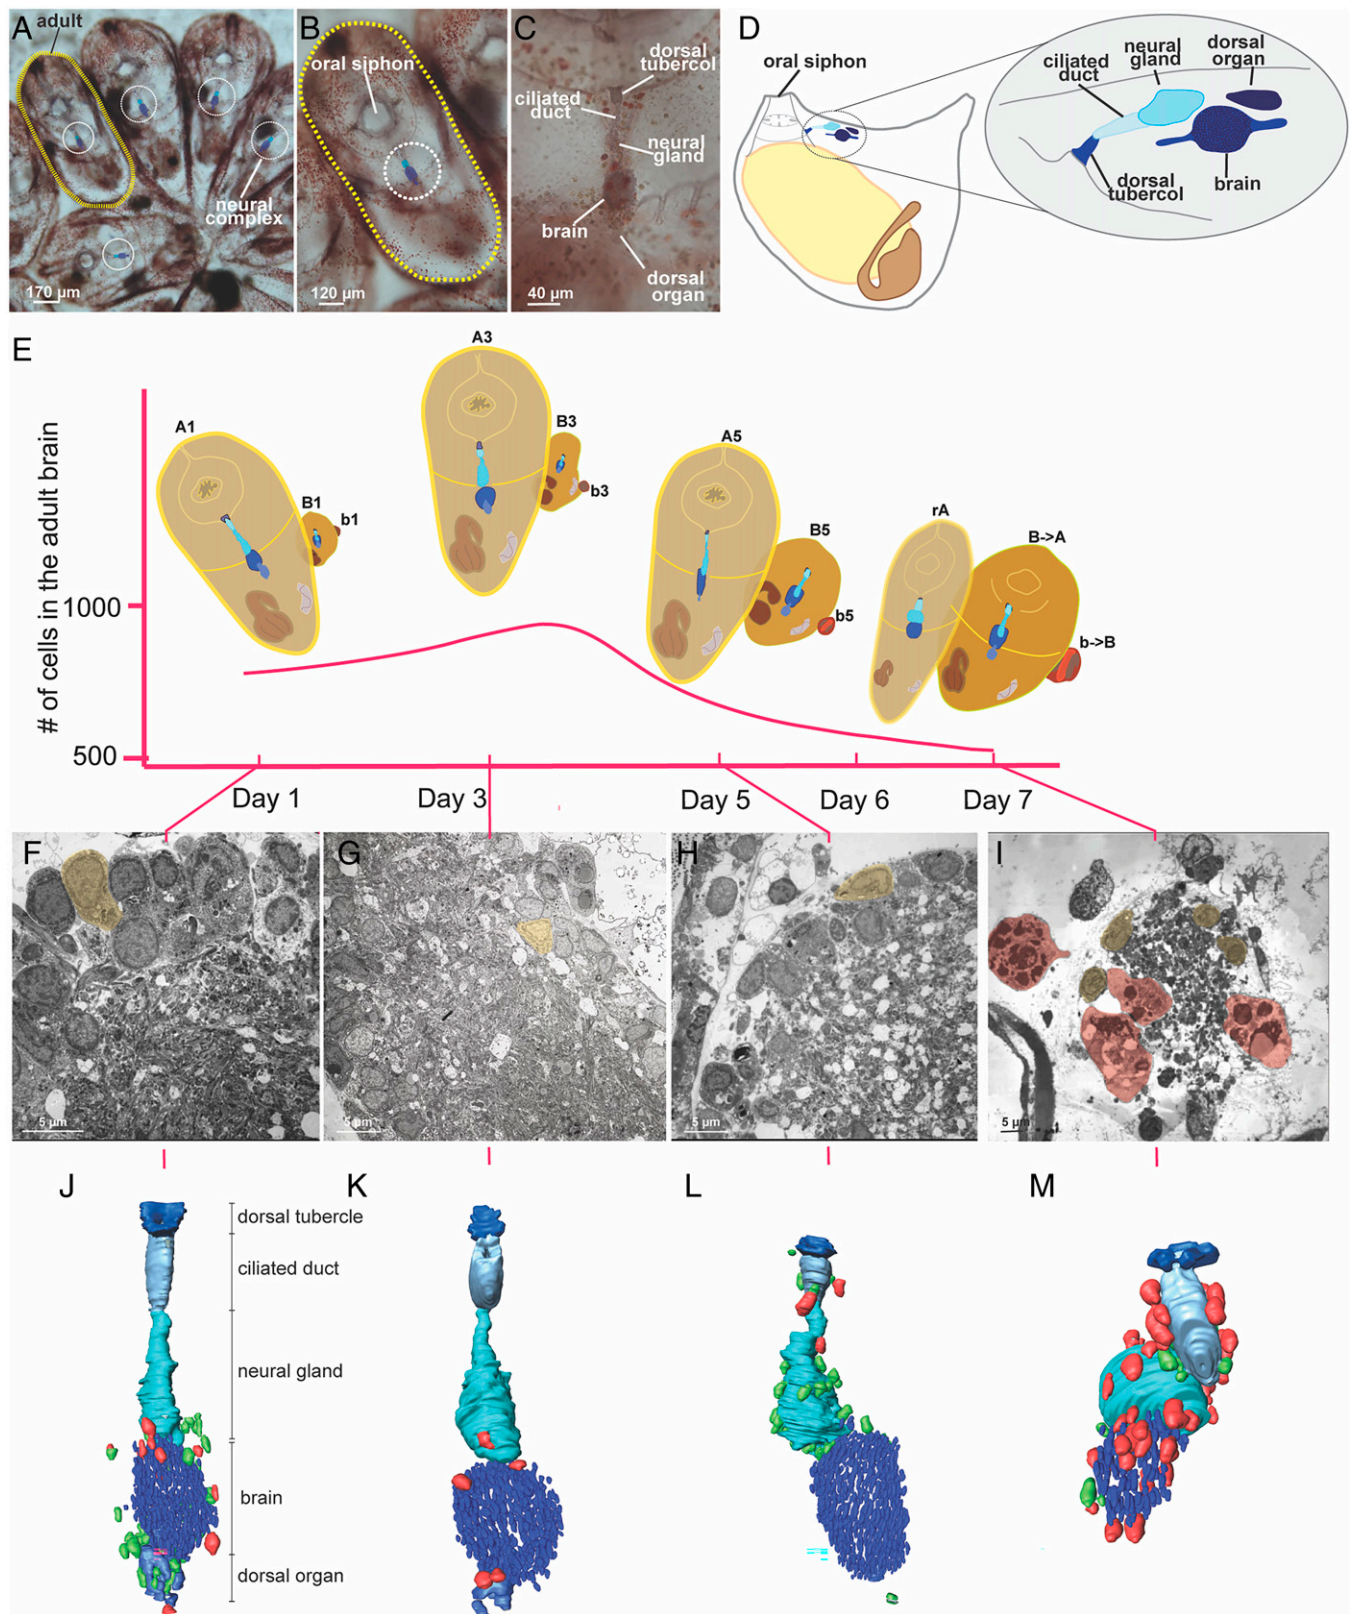 A
adult
neural
complex
170 µm
B
oral siphon
120 µm
C
dorsal
tubercol
ciliated
duct
neural
gland
brain
dorsal
organ
40 µm
D
oral siphon
ciliated
duct
neural
gland
dorsal
organ
dorsal
tubercol
brain
E
# of cells in the adult brain
1000
500
A1
B1
b1
A3
B3
b3
A5
B5
b5
rA
B->A
b->B
Day 1
Day 3
Day 5
Day 6
Day 7
F
5 µm
G
5 µm
H
5 µm
I
5 µm
J
dorsal tubercle
ciliated duct
neural gland
brain
dorsal organ
K
L
M